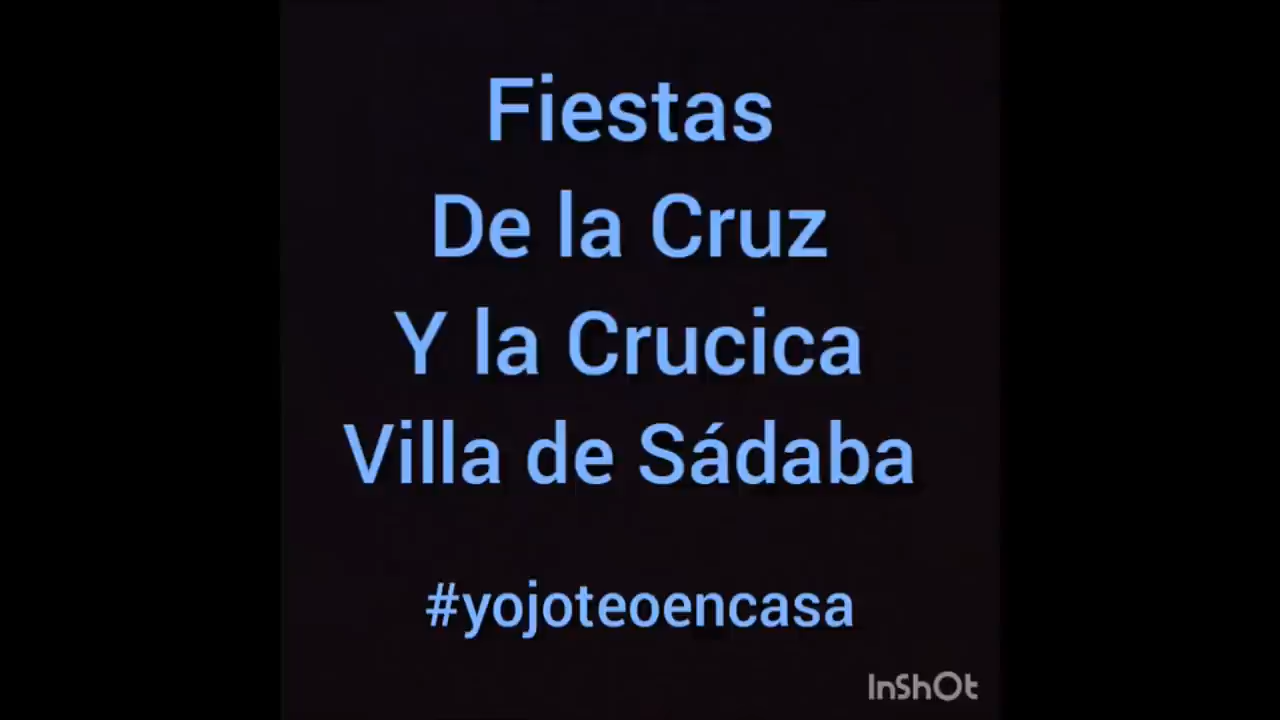 Fiestas
De la Cruz
Y la Crucica
Villa de Sádaba
#yojoteoencasa
InShOt